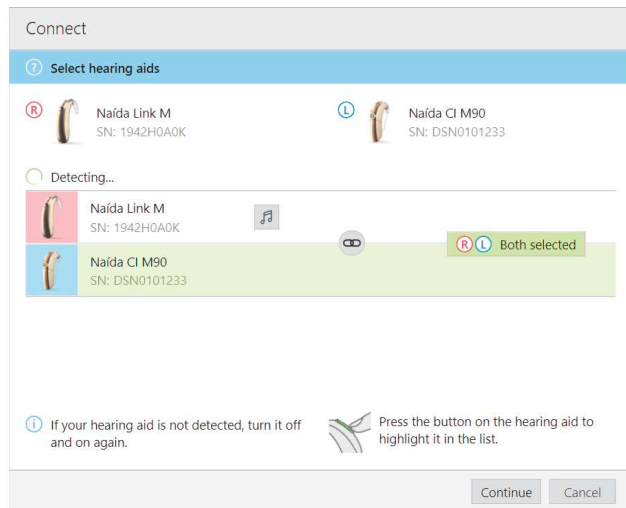 Connect
? Select hearing aids
R Naída Link M
SN: 1942H0A0K
L Naída CI M90
SN: DSN0101233
Detecting...
Naída Link M
SN: 1942H0A0K
R L Both selected
Naída CI M90
SN: DSN0101233
i If your hearing aid is not detected, turn it off
and on again.
Press the button on the hearing aid to
highlight it in the list.
Continue
Cancel